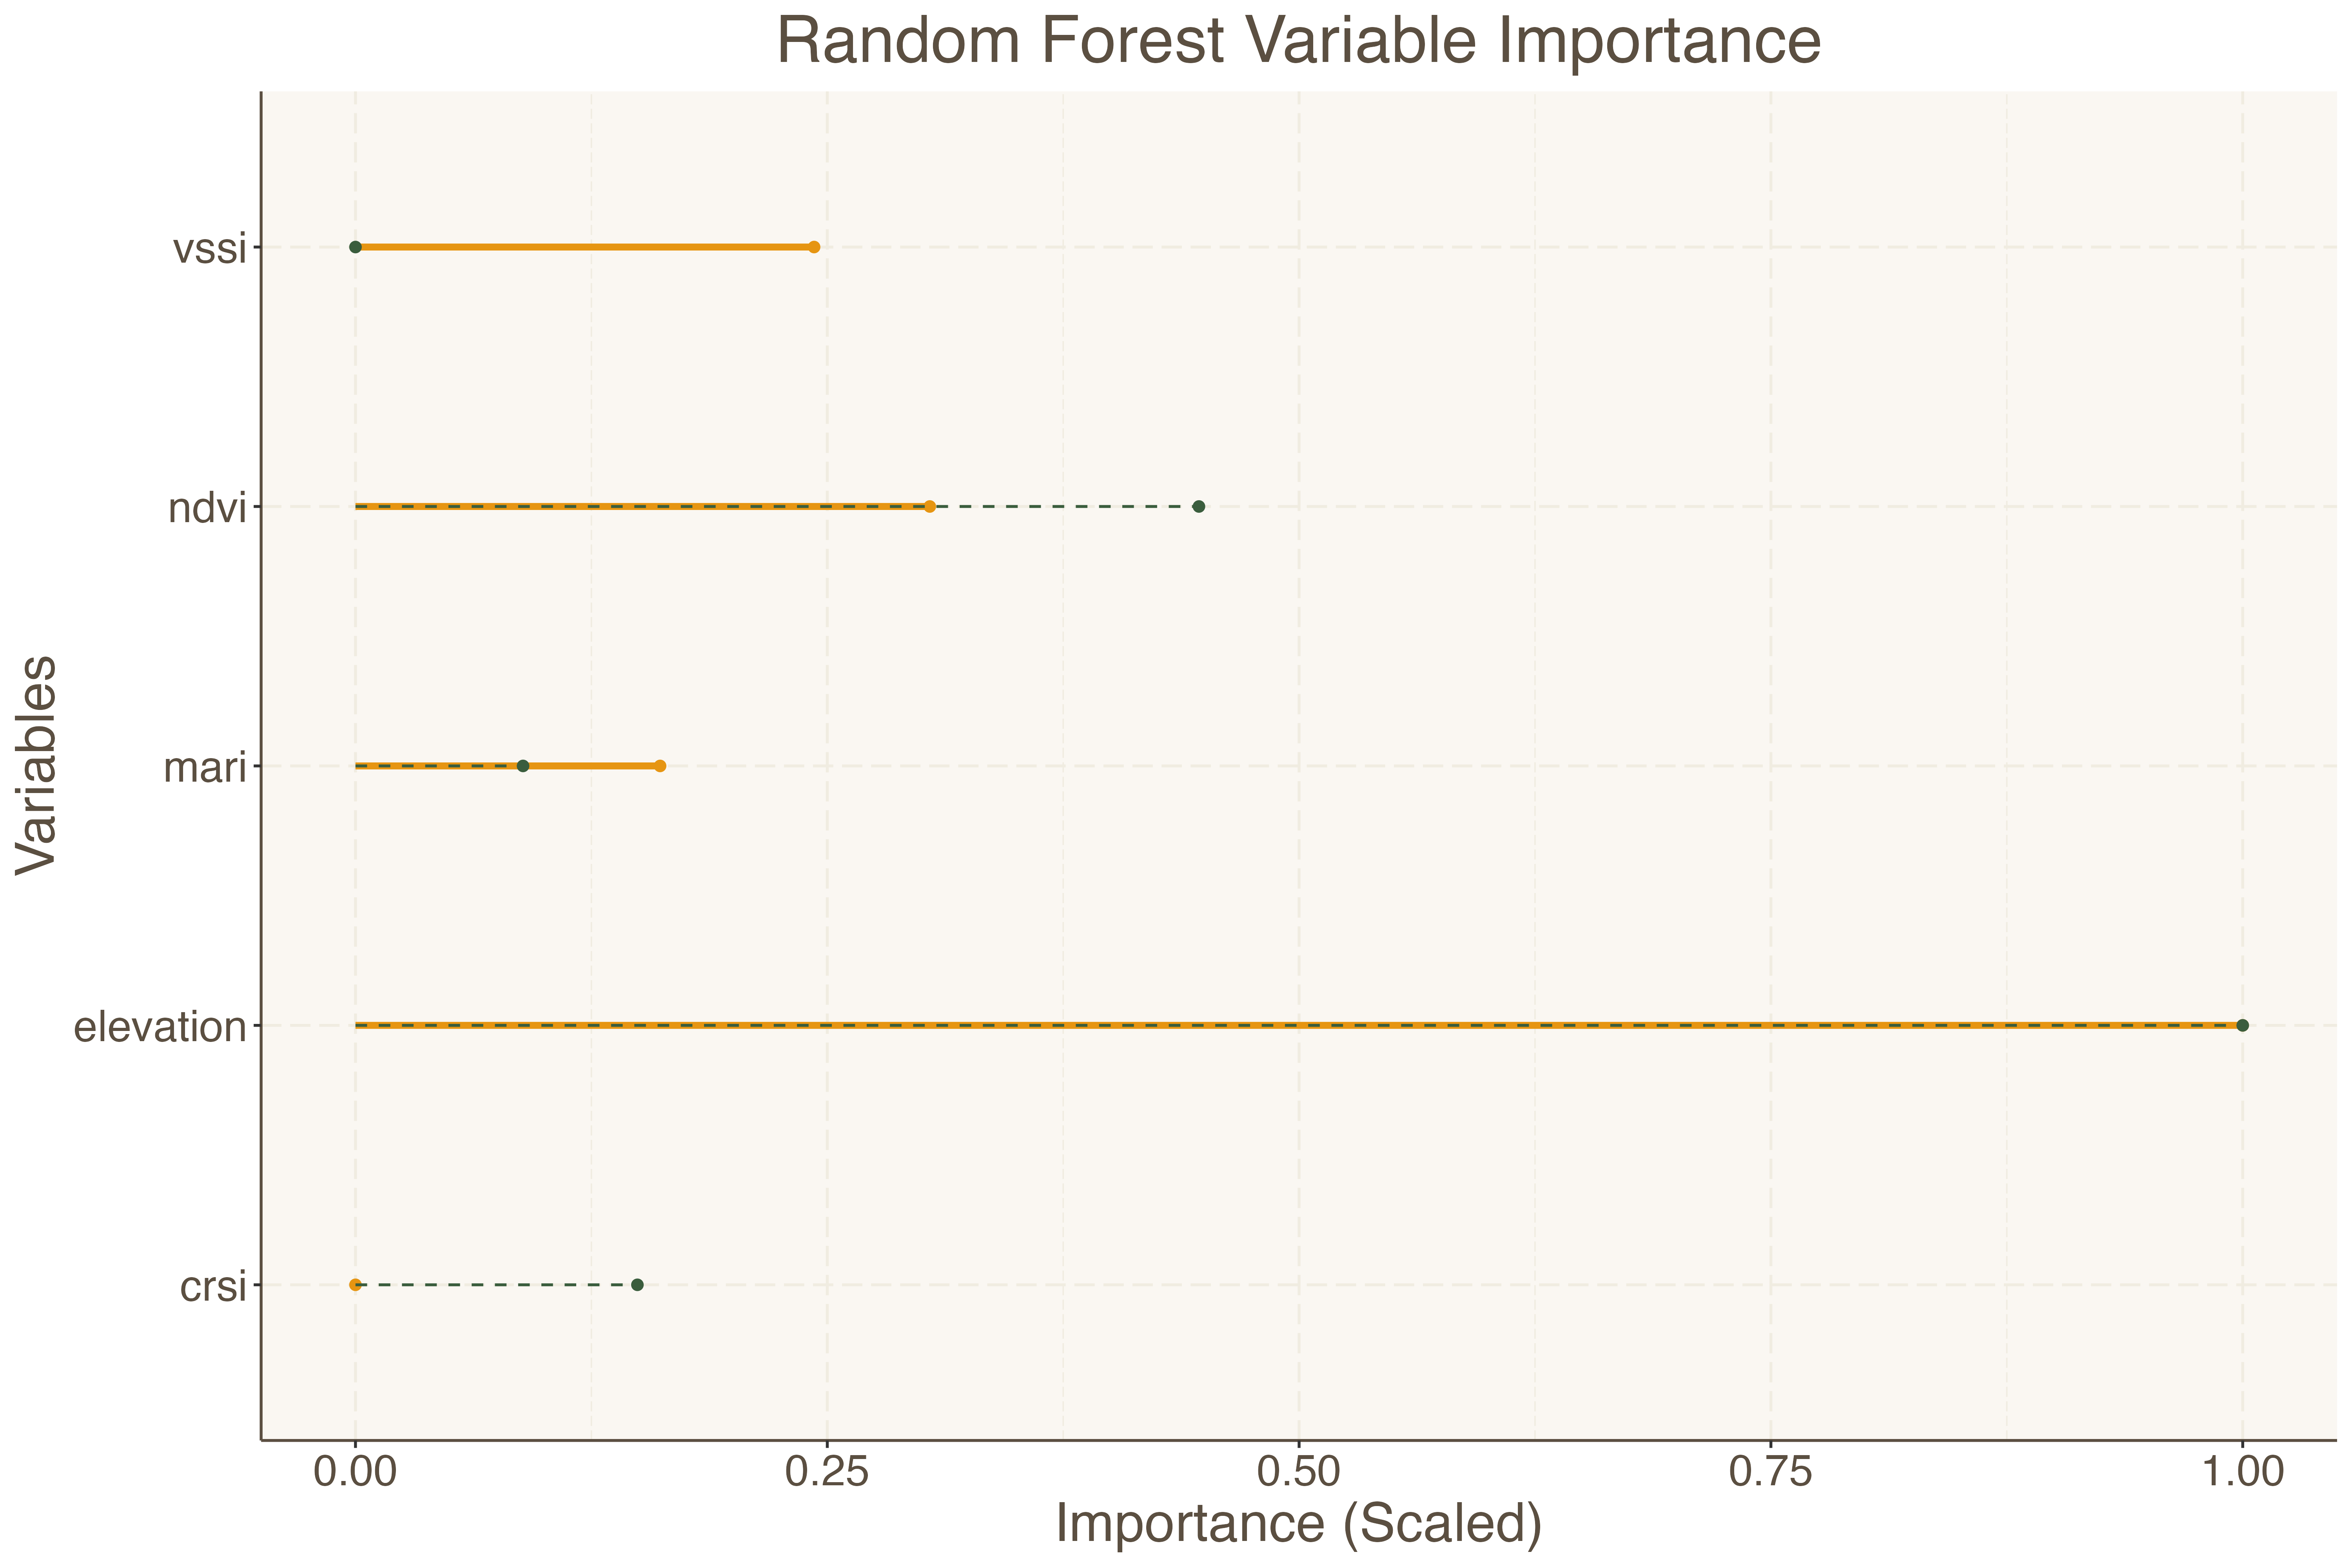 Random Forest Variable Importance
vssi
ndvi
mari
elevation
crsi
Variables
0.00 0.25 0.50 0.75 1.00
Importance (Scaled)